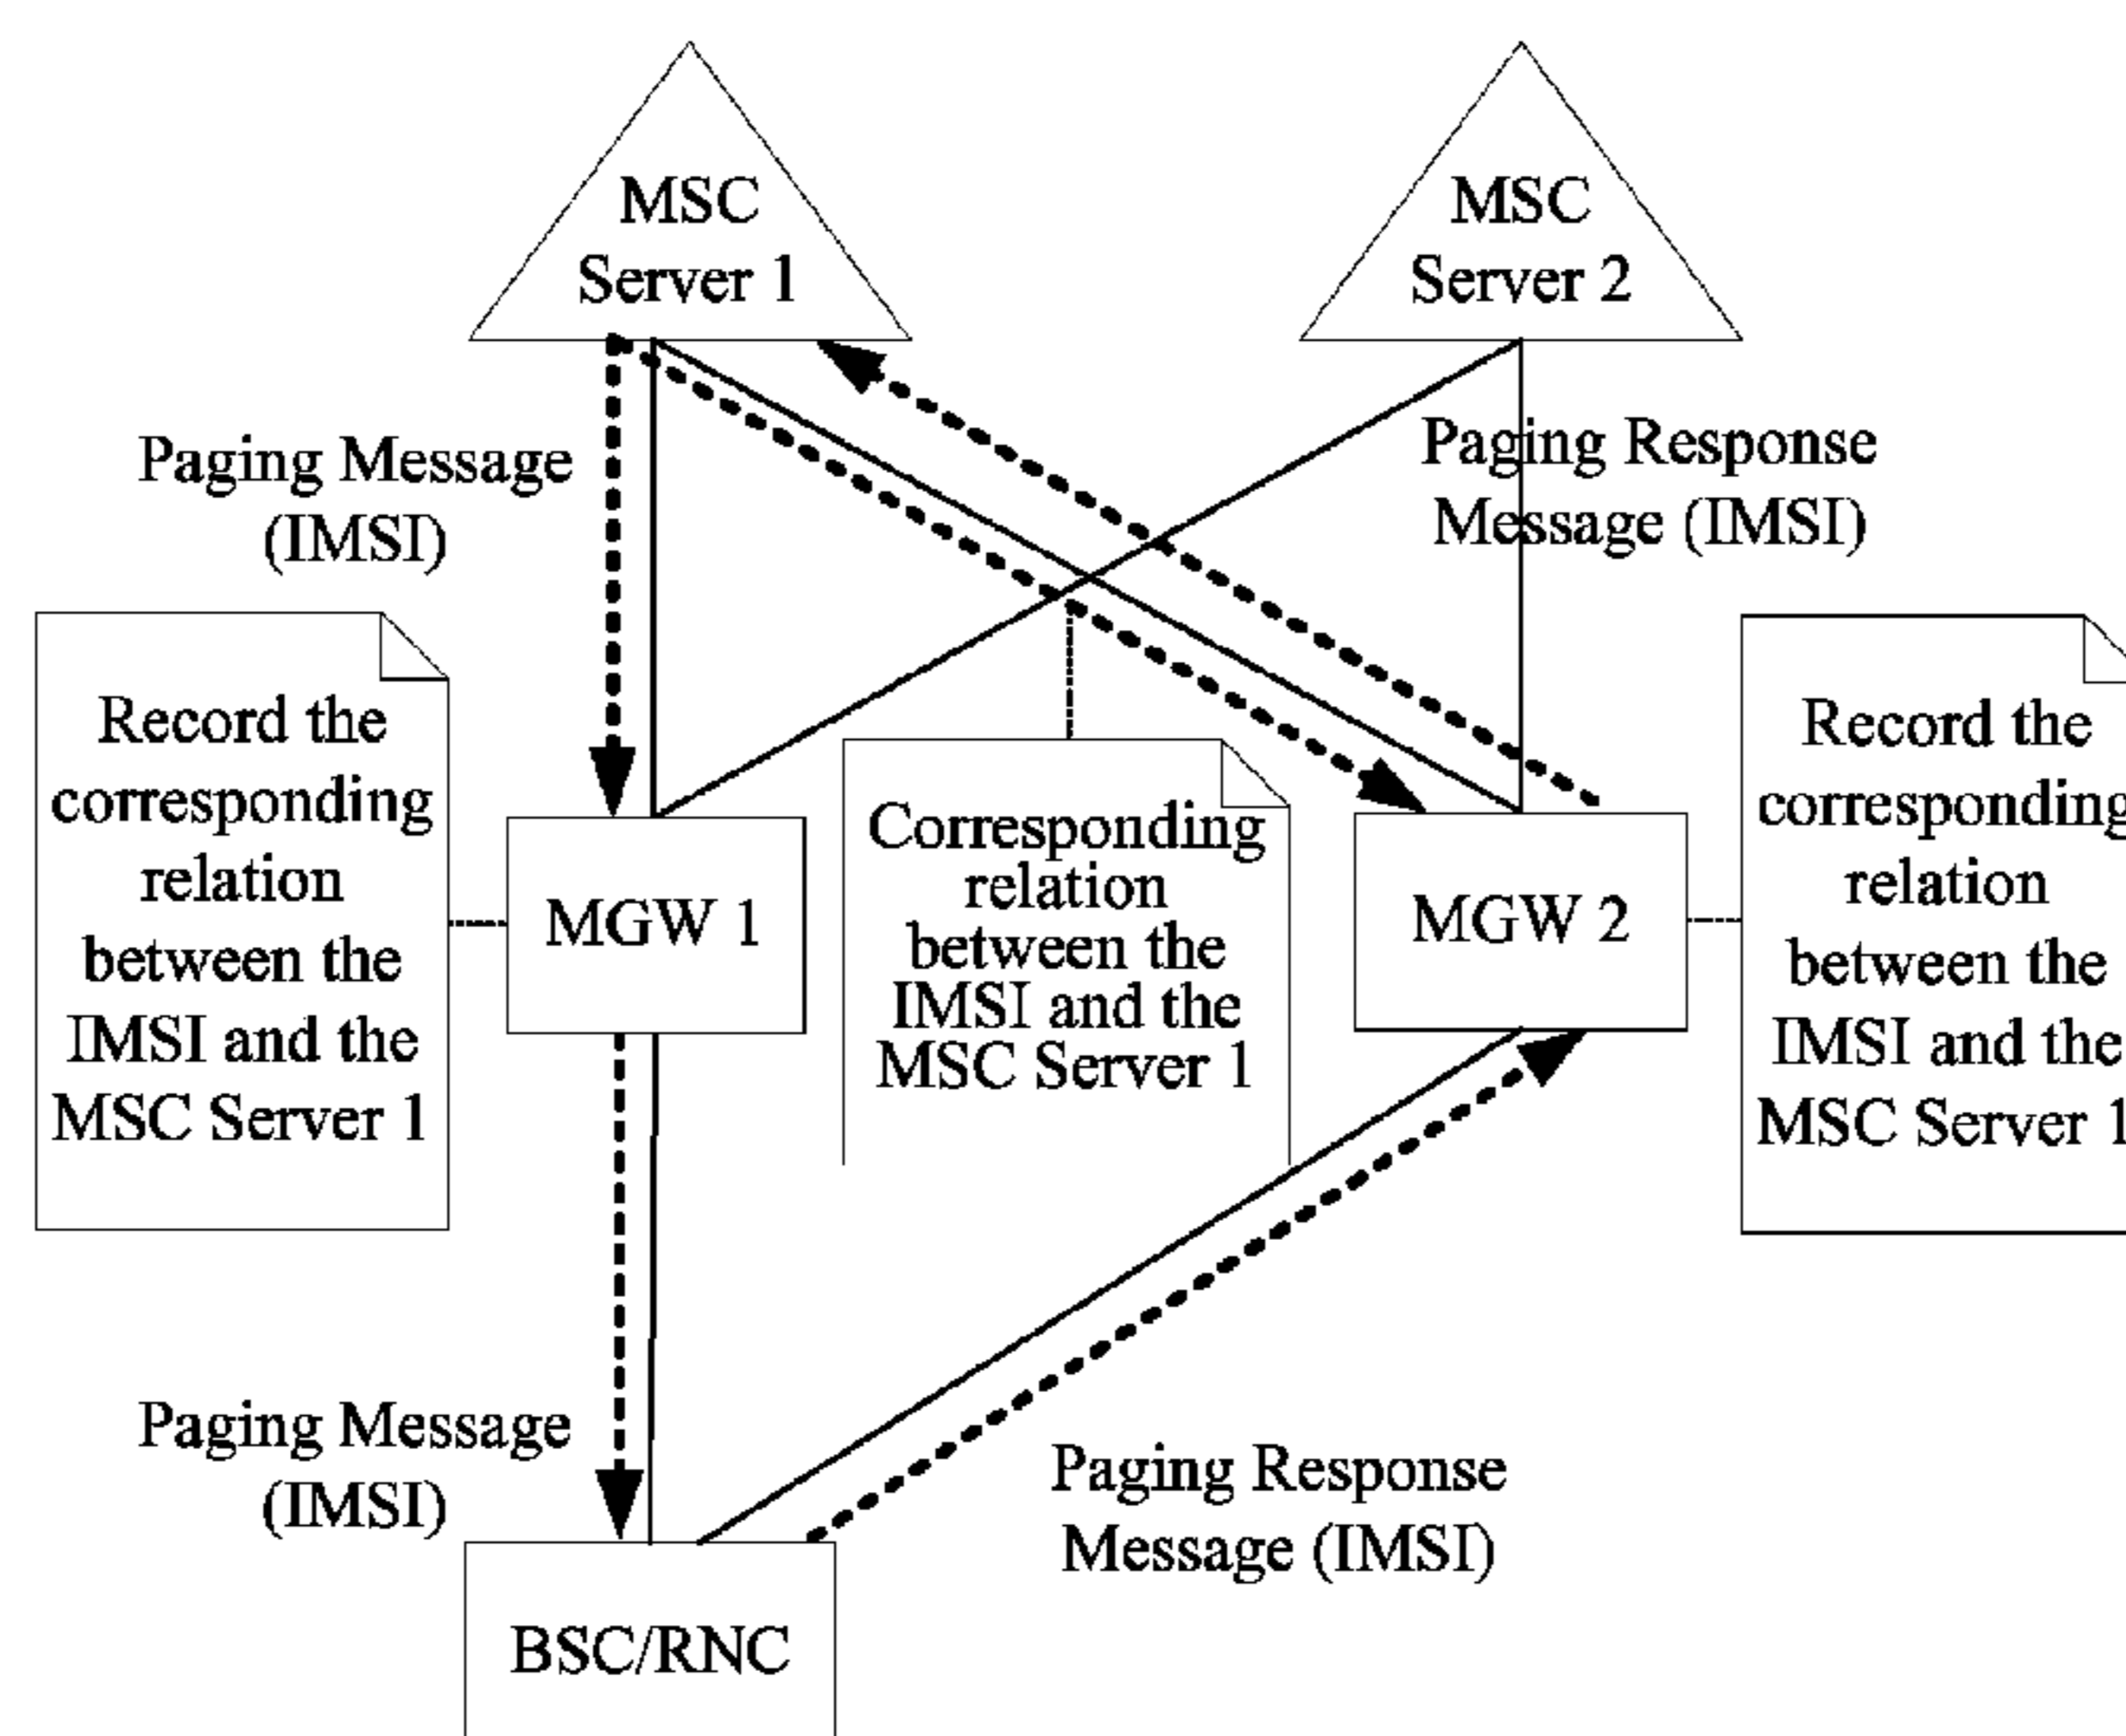 MSC
Server 1
MSC
Server 2
Paging Message
(IMSI)
Paging Response
Message (IMSI)
Record the
corresponding
relation
between the
IMSI and the
MSC Server 1
MGW 1
Corresponding
relation
between the
IMSI and the
MSC Server 1
MGW 2
Record the
corresponding
relation
between the
IMSI and the
MSC Server 1
Paging Message
(IMSI)
Paging Response
Message (IMSI)
BSC/RNC